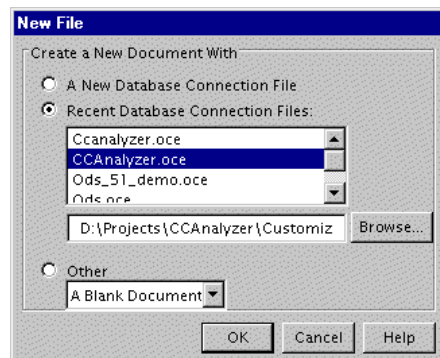 New File
Create a New Document With
A New Database Connection File
Recent Database Connection Files:
Ccanalyzer.oce
CCAnalyzer.oce
Ods_51_demo.oce
Ods.oce
D:\Projects\CCAnalyzer\Customiz
Browse...
Other
A Blank Document
OK
Cancel
Help